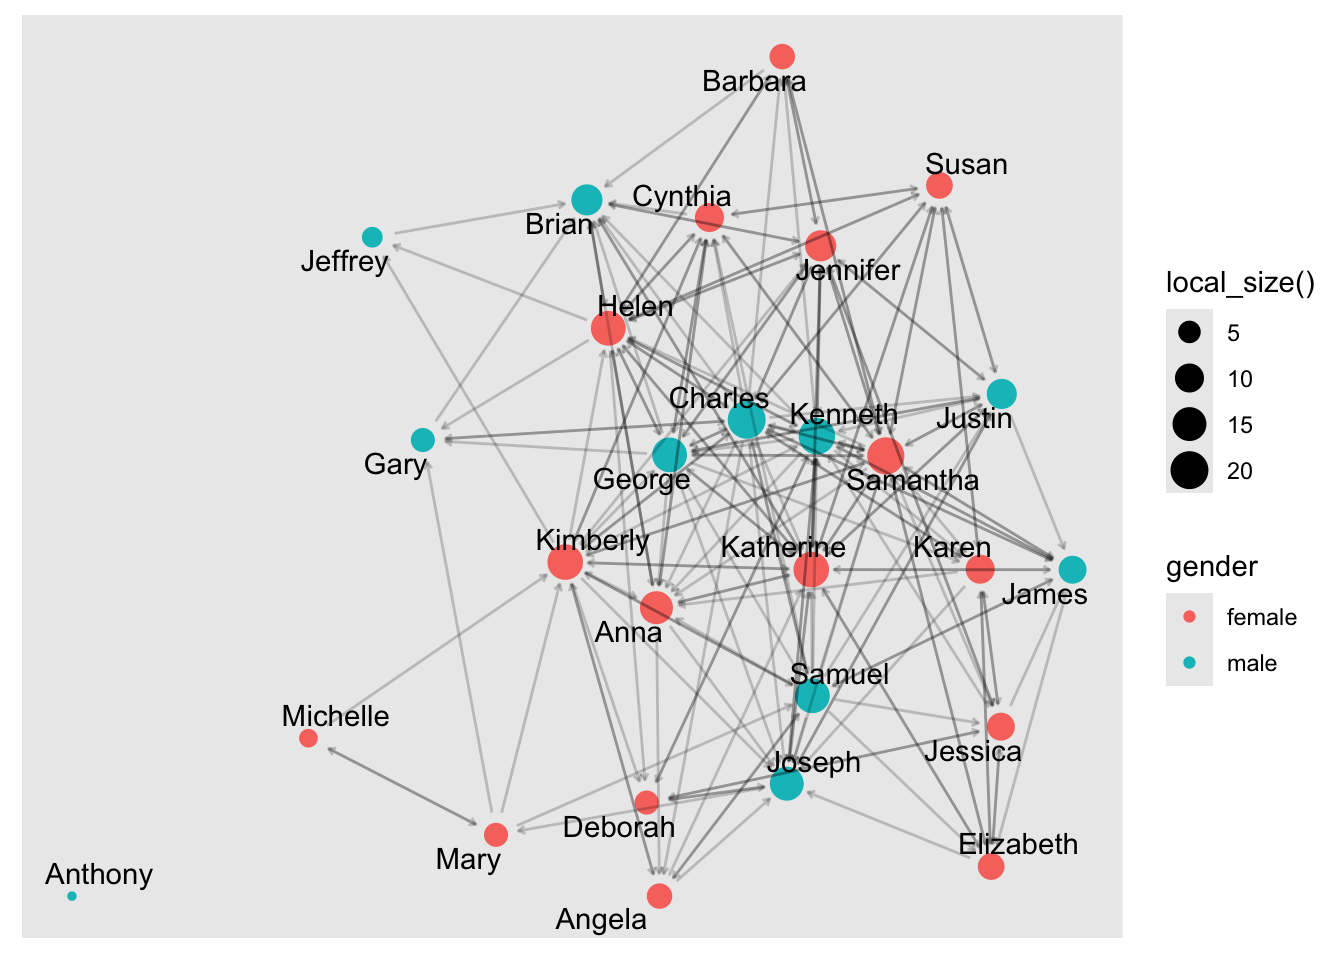 Barbara
Susan
Cynthia
Brian
Jeffrey
Jennifer
Helen
Charles
Kenneth
Justin
Gary
George
Samantha
Kimberly
Katherine
Karen
James
Anna
Samuel
Michelle
Jessica
Joseph
Deborah
Elizabeth
Mary
Anthony
Angela
local_size()
5
10
15
20
gender
female
male